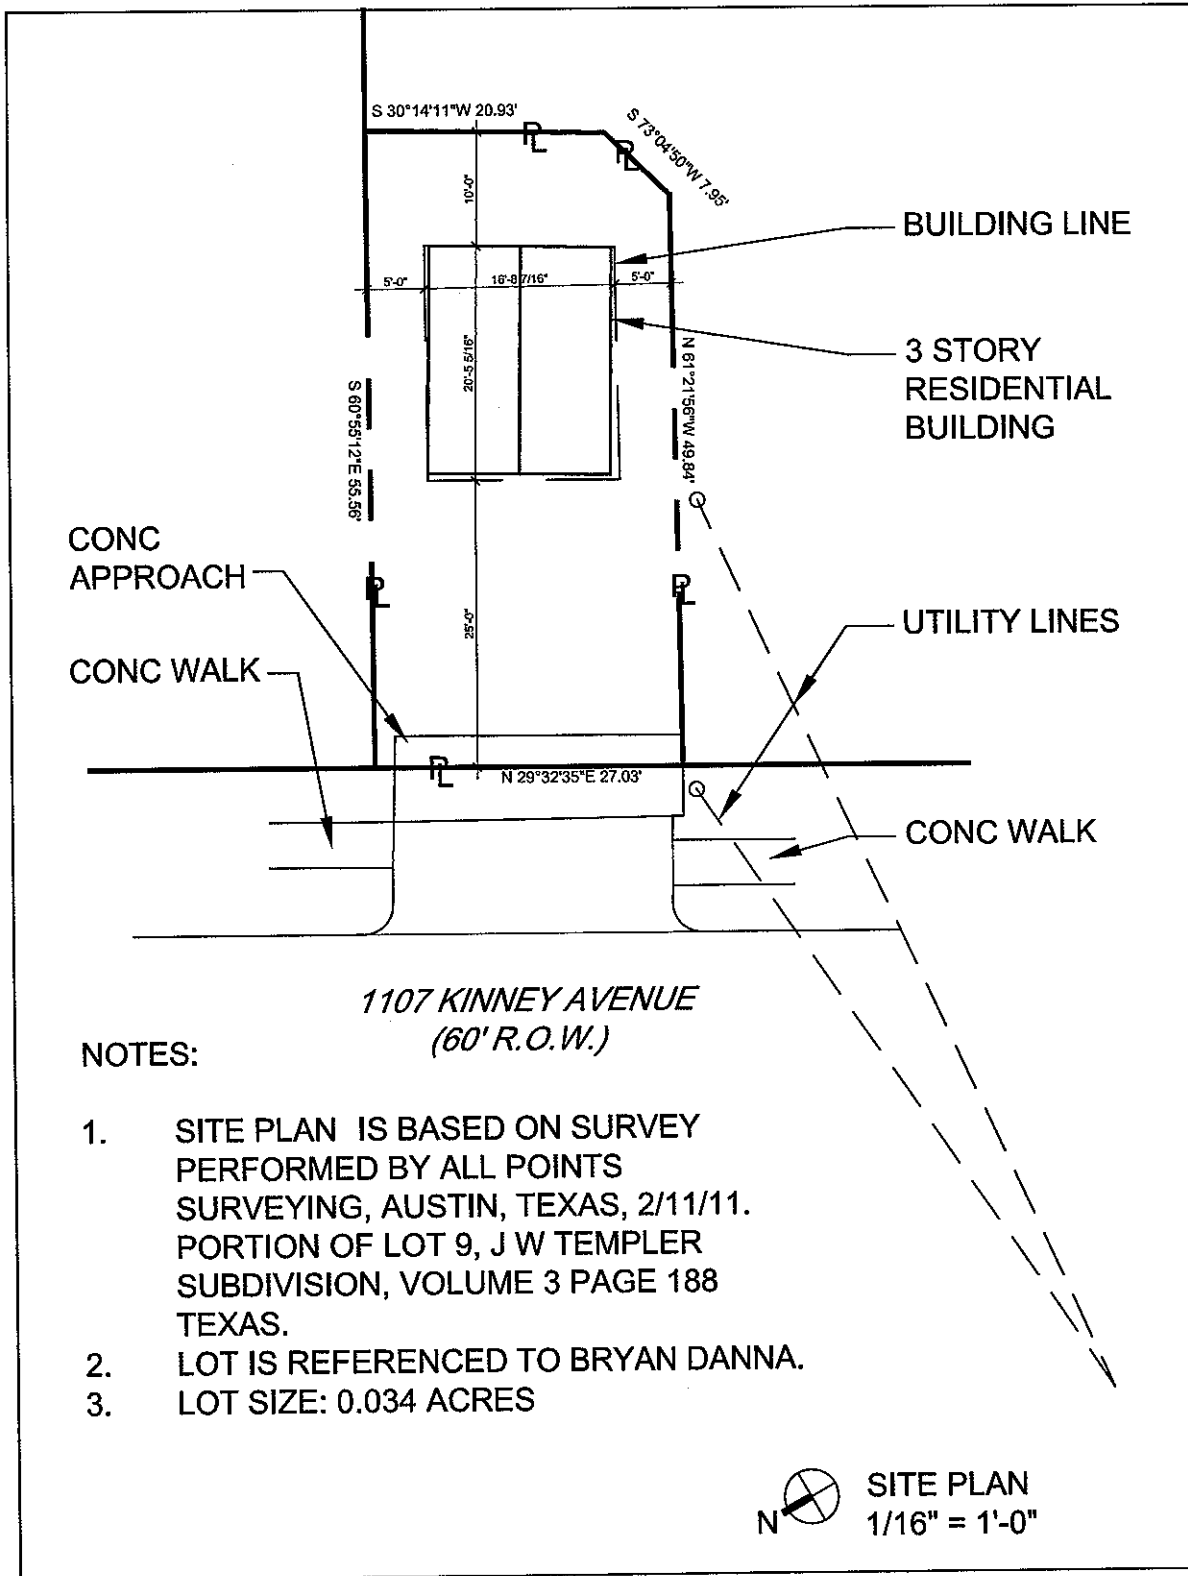 S 30°14'11"W 20.93'
PL
S 73°04'50"W 7.95'
PL
10'-0"
BUILDING LINE
5'-0"
16'-8 7/16"
5'-0"
20'-5 5/16"
3 STORY
RESIDENTIAL
BUILDING
S 60°55'12"E 55.56'
N 61°21'56"W 49.84'
CONC
APPROACH
PL
PL
25'-0"
UTILITY LINES
CONC WALK
PL
N 29°32'35"E 27.03'
CONC WALK
1107 KINNEY AVENUE
(60' R.O.W.)
NOTES:
1. SITE PLAN IS BASED ON SURVEY
PERFORMED BY ALL POINTS
SURVEYING, AUSTIN, TEXAS, 2/11/11.
PORTION OF LOT 9, J W TEMPLER
SUBDIVISION, VOLUME 3 PAGE 188
TEXAS.
2. LOT IS REFERENCED TO BRYAN DANNA.
3. LOT SIZE: 0.034 ACRES
N
SITE PLAN
1/16" = 1'-0"